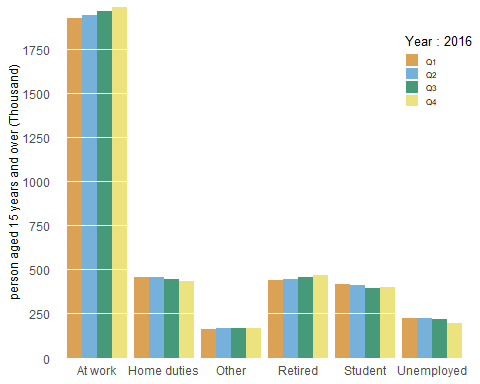 Year : 2016
Q1
Q2
Q3
Q4
person aged 15 years and over (Thousand)
1750
1500
1250
1000
750
500
250
0
At work Home duties Other Retired Student Unemployed